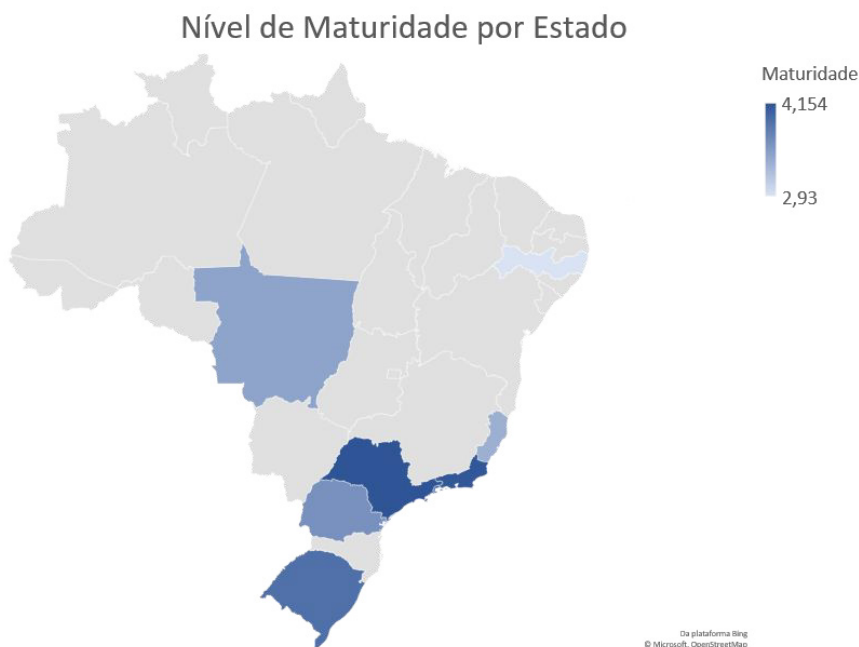 Nível de Maturidade por Estado
Maturidade
4,154
2,93
Da plataforma Bing
© Microsoft, OpenStreetMap